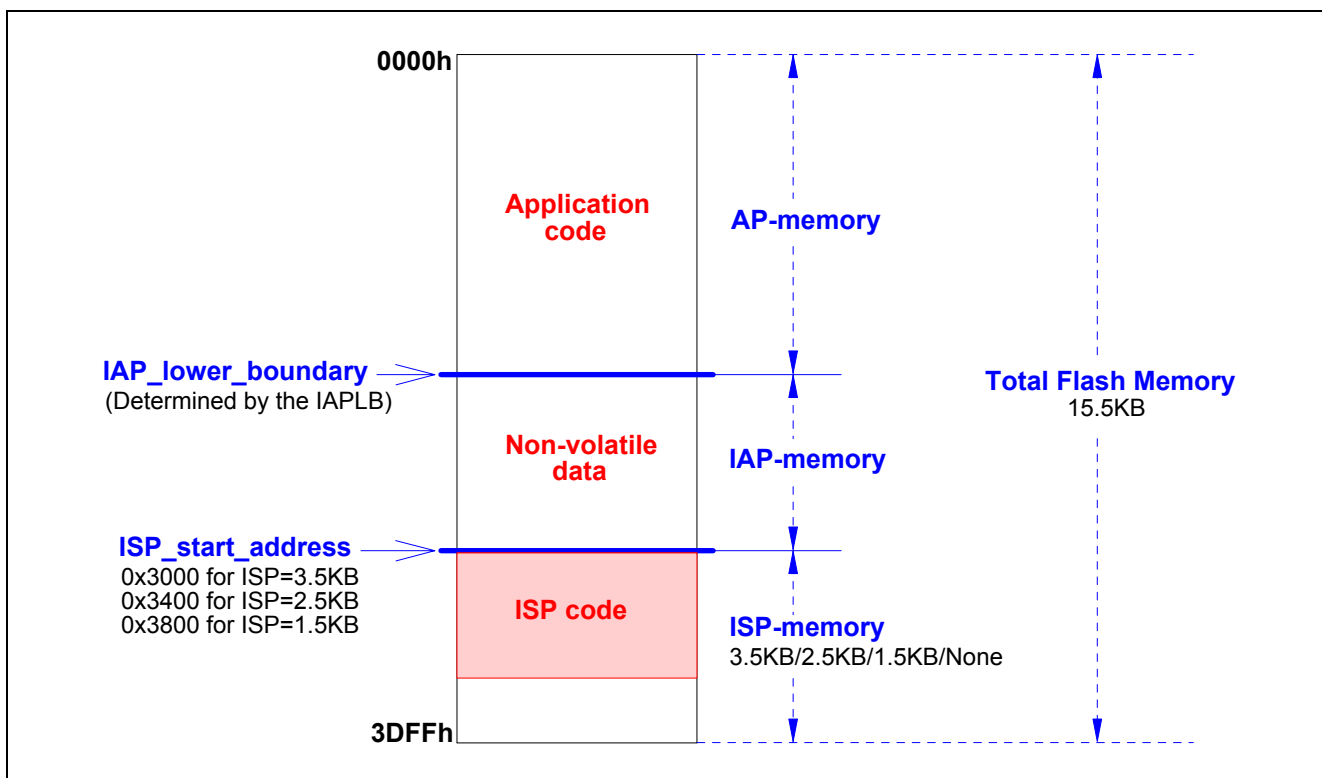 0000h
Application
code
AP-memory
IAP_lower_boundary
(Determined by the IAPLB)
Total Flash Memory
15.5KB
Non-volatile
data
IAP-memory
ISP_start_address
0x3000 for ISP=3.5KB
0x3400 for ISP=2.5KB
0x3800 for ISP=1.5KB
ISP code
ISP-memory
3.5KB/2.5KB/1.5KB/None
3DFFh